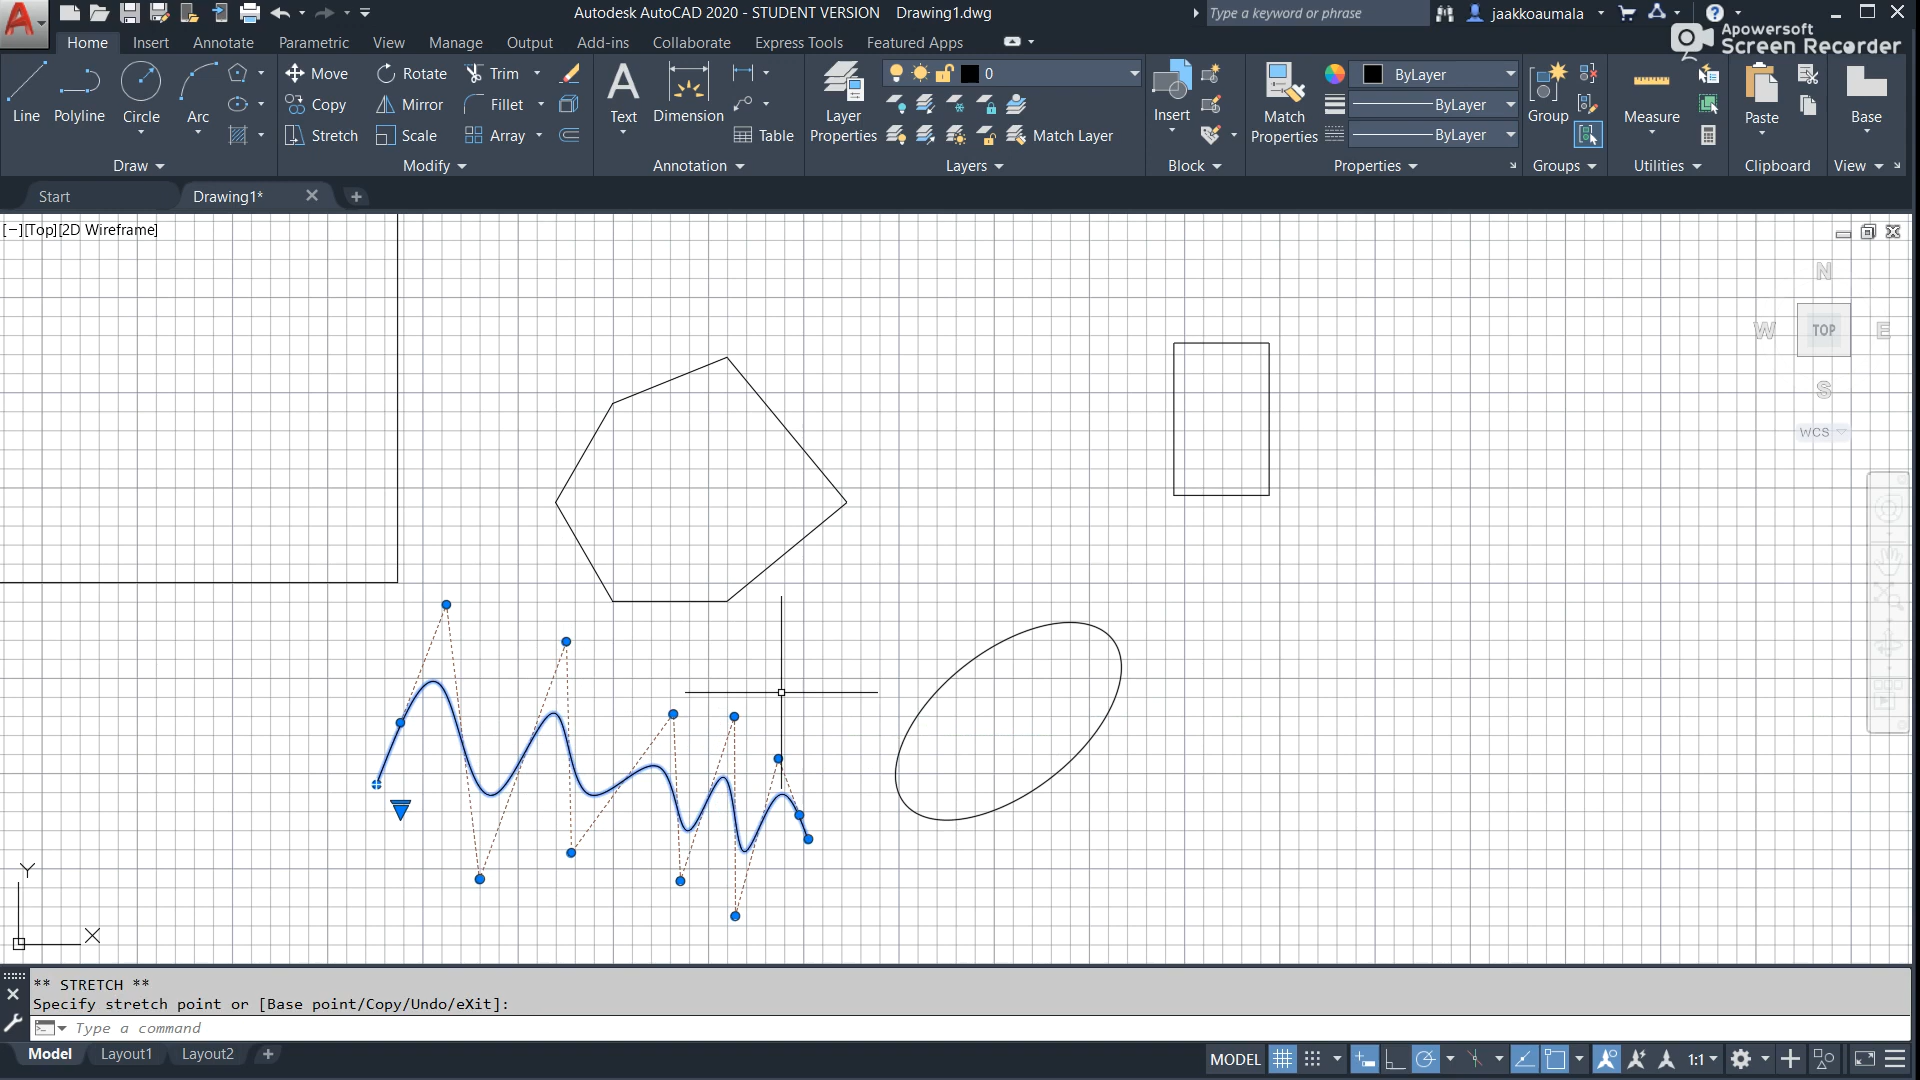 A Autodesk AutoCAD 2020 - STUDENT VERSION Drawing1.dwg Type a keyword or phrase jaakkoaumala ?
Home Insert Annotate Parametric View Manage Output Add-ins Collaborate Express Tools Featured Apps
Apowersoft
Screen Recorder
Line Polyline Circle Arc
Move Rotate Trim
Copy Mirror Fillet
Stretch Scale Array
A
Text Dimension Table
Layer
Properties
0
Match Layer
Insert
Match
Properties
ByLayer
ByLayer
ByLayer
Group Measure Paste Base
Draw Modify Annotation Layers Block Properties Groups Utilities Clipboard View
Start Drawing1*
[−][Top][2D Wireframe]
N
W TOP E
S
WCS
Y
X
** STRETCH **
Specify stretch point or [Base point/Copy/Undo/eXit]:
Type a command
Model Layout1 Layout2 +
MODEL 1:1